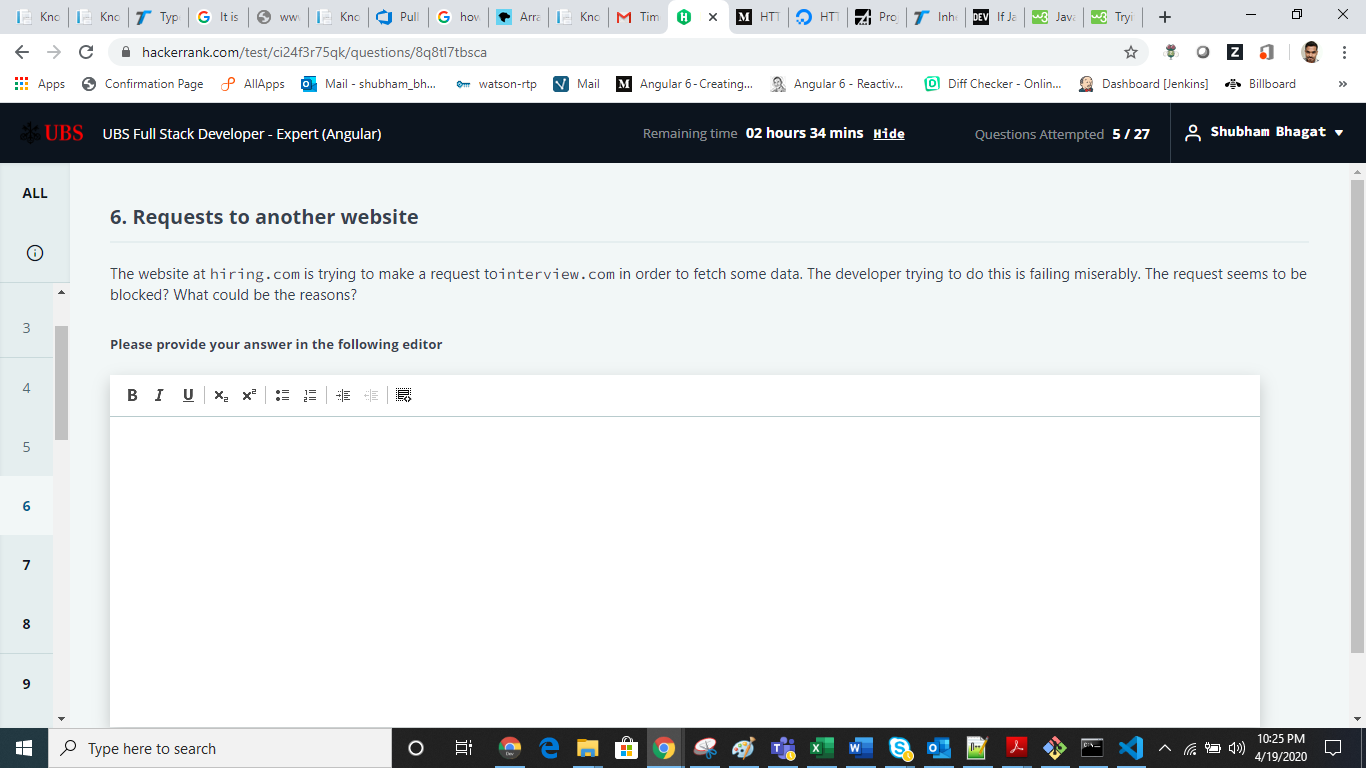 Kno
Kno
Typ
It is
ww
Kno
Pull
how
Arra
Kno
Tim
HTT
HTT
Pro
Inhe
If Ja
Java
Tryi
hackerrank.com/test/ci24f3r75qk/questions/8q8tl7tbsca
Apps
Confirmation Page
AllApps
Mail - shubham_bh...
watson-rtp
Mail
Angular 6 - Creating...
Angular 6 - Reactiv...
Diff Checker - Onlin...
Dashboard [Jenkins]
Billboard
UBS
UBS Full Stack Developer - Expert (Angular)
Remaining time 02 hours 34 mins Hide
Questions Attempted 5 / 27
Shubham Bhagat
ALL
3
4
5
6
7
8
9
6. Requests to another website
The website at hiring.com is trying to make a request to interview.com in order to fetch some data. The developer trying to do this is failing miserably. The request seems to be
blocked? What could be the reasons?
Please provide your answer in the following editor
B I U x₂ x²
Type here to search
10:25 PM
4/19/2020